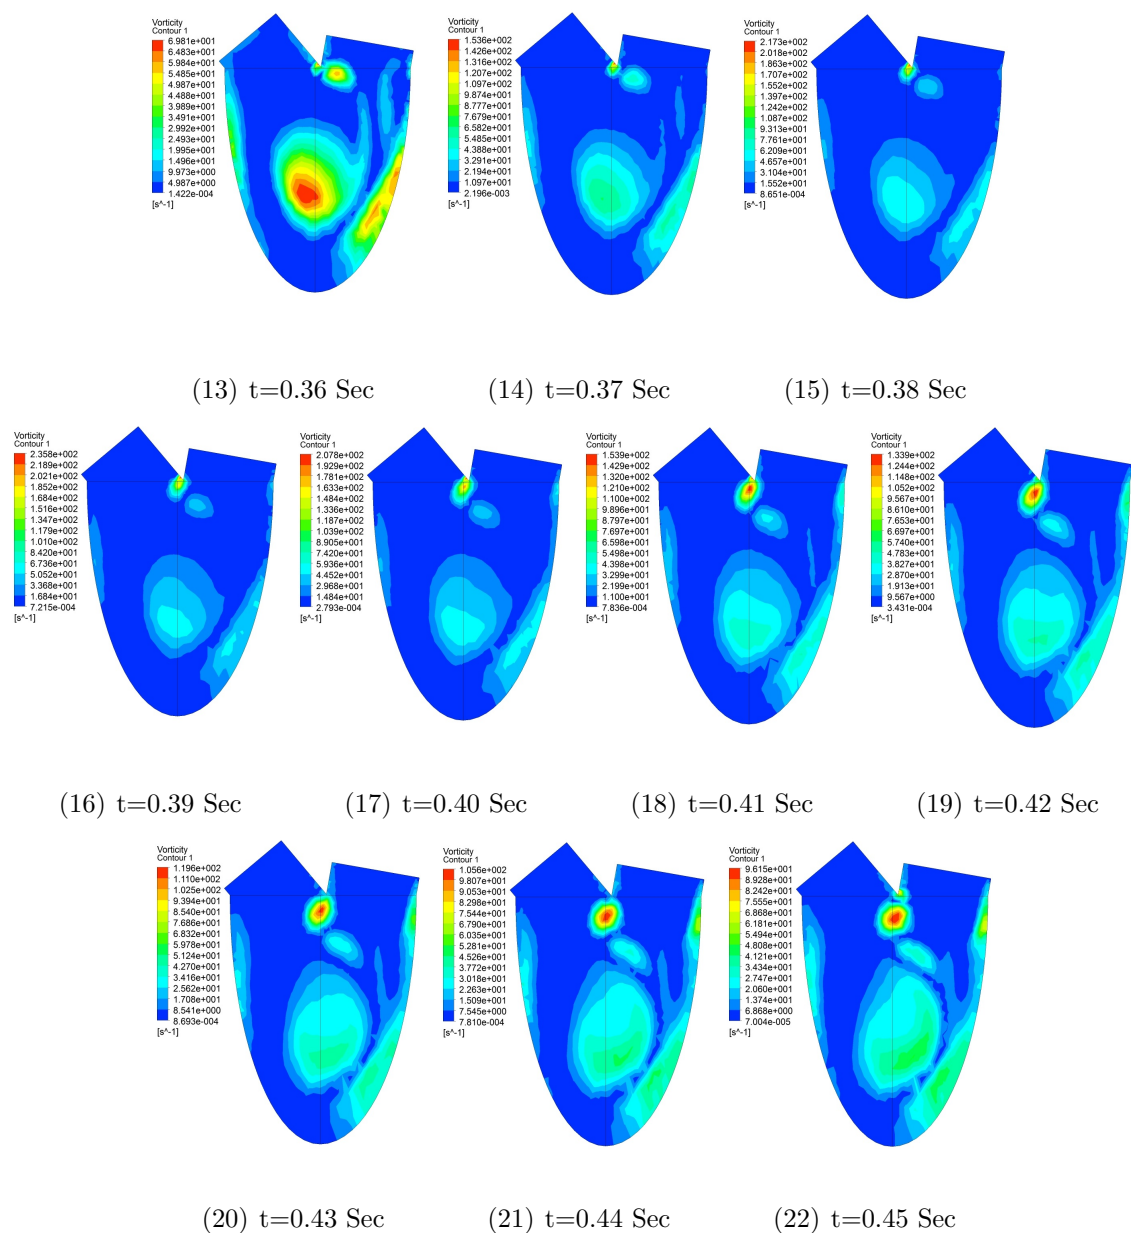 Vorticity
Contour 1
6.981e+001
6.483e+001
5.984e+001
5.485e+001
4.987e+001
4.488e+001
3.989e+001
3.491e+001
2.992e+001
2.493e+001
1.995e+001
1.496e+001
9.973e+000
4.987e+000
1.422e-004
[s^-1]
Vorticity
Contour 1
1.536e+002
1.426e+002
1.316e+002
1.207e+002
1.097e+002
9.874e+001
8.777e+001
7.679e+001
6.582e+001
5.485e+001
4.388e+001
3.291e+001
2.194e+001
1.097e+001
2.196e-003
[s^-1]
Vorticity
Contour 1
2.173e+002
2.018e+002
1.863e+002
1.707e+002
1.552e+002
1.397e+002
1.242e+002
1.087e+002
9.313e+001
7.761e+001
6.209e+001
4.657e+001
3.104e+001
1.552e+001
8.651e-004
[s^-1]
(13) t=0.36 Sec
(14) t=0.37 Sec
(15) t=0.38 Sec
Vorticity
Contour 1
2.358e+002
2.189e+002
2.021e+002
1.852e+002
1.684e+002
1.516e+002
1.347e+002
1.179e+002
1.010e+002
8.420e+001
6.736e+001
5.052e+001
3.368e+001
1.684e+001
7.215e-004
[s^-1]
Vorticity
Contour 1
2.078e+002
1.929e+002
1.781e+002
1.633e+002
1.484e+002
1.336e+002
1.187e+002
1.039e+002
8.905e+001
7.420e+001
5.936e+001
4.452e+001
2.968e+001
1.484e+001
2.793e-004
[s^-1]
Vorticity
Contour 1
1.539e+002
1.429e+002
1.320e+002
1.210e+002
1.100e+002
9.896e+001
8.797e+001
7.697e+001
6.598e+001
5.498e+001
4.398e+001
3.299e+001
2.199e+001
1.100e+001
7.836e-004
[s^-1]
Vorticity
Contour 1
1.339e+002
1.244e+002
1.148e+002
1.052e+002
9.567e+001
8.610e+001
7.653e+001
6.697e+001
5.740e+001
4.783e+001
3.827e+001
2.870e+001
1.913e+001
9.567e+000
3.431e-004
[s^-1]
(16) t=0.39 Sec
(17) t=0.40 Sec
(18) t=0.41 Sec
(19) t=0.42 Sec
Vorticity
Contour 1
1.196e+002
1.110e+002
1.025e+002
9.394e+001
8.540e+001
7.686e+001
6.832e+001
5.978e+001
5.124e+001
4.270e+001
3.416e+001
2.562e+001
1.708e+001
8.541e+000
8.693e-004
[s^-1]
Vorticity
Contour 1
1.056e+002
9.807e+001
9.053e+001
8.298e+001
7.544e+001
6.790e+001
6.035e+001
5.281e+001
4.526e+001
3.772e+001
3.018e+001
2.263e+001
1.509e+001
7.545e+000
7.810e-004
[s^-1]
Vorticity
Contour 1
9.615e+001
8.928e+001
8.242e+001
7.555e+001
6.868e+001
6.181e+001
5.494e+001
4.808e+001
4.121e+001
3.434e+001
2.747e+001
2.060e+001
1.374e+001
6.868e+000
7.004e-005
[s^-1]
(20) t=0.43 Sec
(21) t=0.44 Sec
(22) t=0.45 Sec